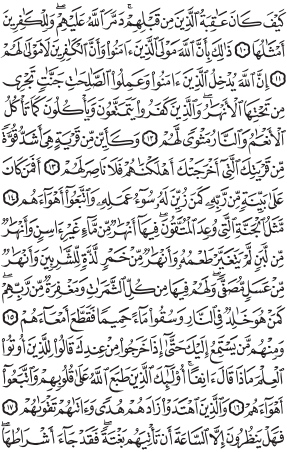 كَيْفَ كَانَ عَٰقِبَةُ ٱلَّذِينَ مِن قَبْلِهِمْ ۚ دَمَّرَ ٱللَّهُ عَلَيْهِمْ ۖ وَلِلْكَٰفِرِينَ
أَمْثَٰلُهَا ١٠ ذَٰلِكَ بِأَنَّ ٱللَّهَ مَوْلَى ٱلَّذِينَ ءَامَنُوا۟ وَأَنَّ ٱلْكَٰفِرِينَ لَا مَوْلَىٰ لَهُمْ
١١ إِنَّ ٱللَّهَ يُدْخِلُ ٱلَّذِينَ ءَامَنُوا۟ وَعَمِلُوا۟ ٱلصَّٰلِحَٰتِ جَنَّٰتٍ تَجْرِى
مِن تَحْتِهَا ٱلْأَنْهَٰرُ ۖ وَٱلَّذِينَ كَفَرُوا۟ يَتَمَتَّعُونَ وَيَأْكُلُونَ كَمَا تَأْكُلُ
ٱلْأَنْعَٰمُ وَٱلنَّارُ مَثْوًى لَّهُمْ ١٢ وَكَأَيِّن مِّن قَرْيَةٍ هِىَ أَشَدُّ قُوَّةً
مِّن قَرْيَتِكَ ٱلَّتِىٓ أَخْرَجَتْكَ أَهْلَكْنَٰهُمْ فَلَا نَاصِرَ لَهُمْ ١٣ أَفَمَن كَانَ
عَلَىٰ بَيِّنَةٍ مِّن رَّبِّهِۦ كَمَن زُيِّنَ لَهُۥ سُوٓءُ عَمَلِهِۦ وَٱتَّبَعُوٓا۟ أَهْوَآءَهُم ١٤
مَّثَلُ ٱلْجَنَّةِ ٱلَّتِى وُعِدَ ٱلْمُتَّقُونَ ۖ فِيهَآ أَنْهَٰرٌ مِّن مَّآءٍ غَيْرِ ءَاسِنٍ وَأَنْهَٰرٌ
مِّن لَّبَنٍ لَّمْ يَتَغَيَّرْ طَعْمُهُۥ وَأَنْهَٰرٌ مِّنْ خَمْرٍ لَّذَّةٍ لِّلشَّٰرِبِينَ وَأَنْهَٰرٌ
مِّنْ عَسَلٍ مُّصَفًّى ۖ وَلَهُمْ فِيهَا مِن كُلِّ ٱلثَّمَرَٰتِ وَمَغْفِرَةٌ مِّن رَّبِّهِمْ ۖ
كَمَنْ هُوَ خَٰلِدٌ فِى ٱلنَّارِ وَسُقُوا۟ مَآءً حَمِيمًا فَقَطَّعَ أَمْعَآءَهُمْ ١٥
وَمِنْهُم مَّن يَسْتَمِعُ إِلَيْكَ حَتَّىٰٓ إِذَا خَرَجُوا۟ مِنْ عِندِكَ قَالُوا۟ لِلَّذِينَ أُوتُوا۟
ٱلْعِلْمَ مَاذَا قَالَ ءَانِفًا ۚ أُو۟لَٰٓئِكَ ٱلَّذِينَ طَبَعَ ٱللَّهُ عَلَىٰ قُلُوبِهِمْ وَٱتَّبَعُوٓا۟
أَهْوَآءَهُمْ ١٦ وَٱلَّذِينَ ٱهْتَدَوْا۟ زَادَهُمْ هُدًى وَءَاتَىٰهُمْ تَقْوَىٰهُمْ ١٧
فَهَلْ يَنظُرُونَ إِلَّا ٱلسَّاعَةَ أَن تَأْتِيَهُم بَغْتَةً ۖ فَقَدْ جَآءَ أَشْرَاطُهَا ۚ